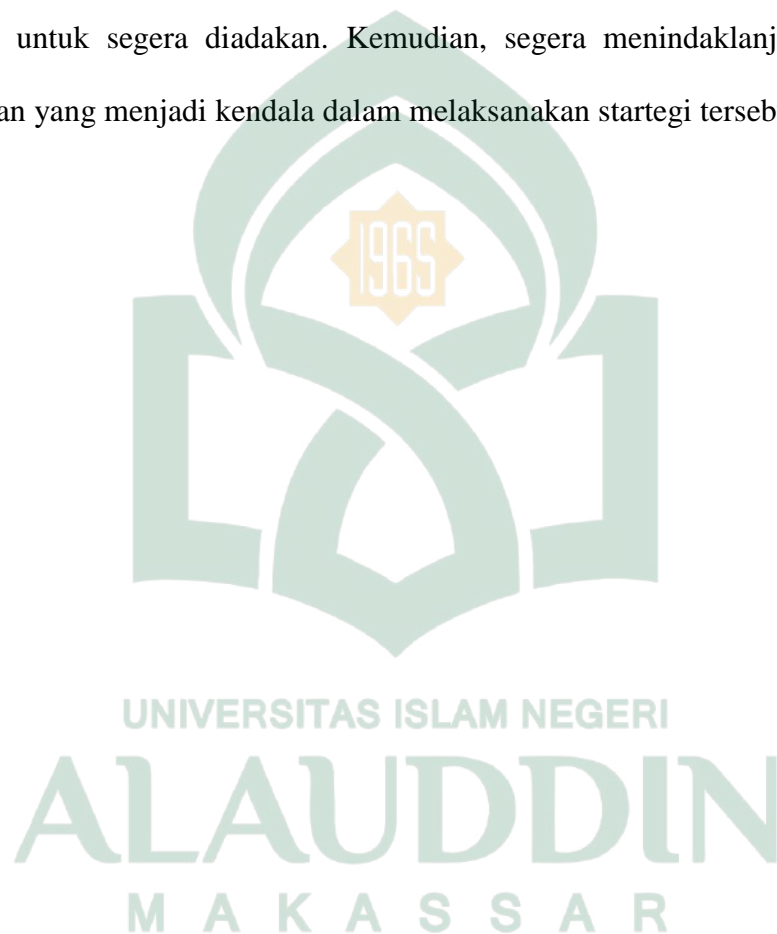 untuk segera diadakan. Kemudian, segera menindaklanj
an yang menjadi kendala dalam melaksanakan startegi terseb
1965
UNIVERSITAS ISLAM NEGERI
ALAUDDIN
MAKASSAR